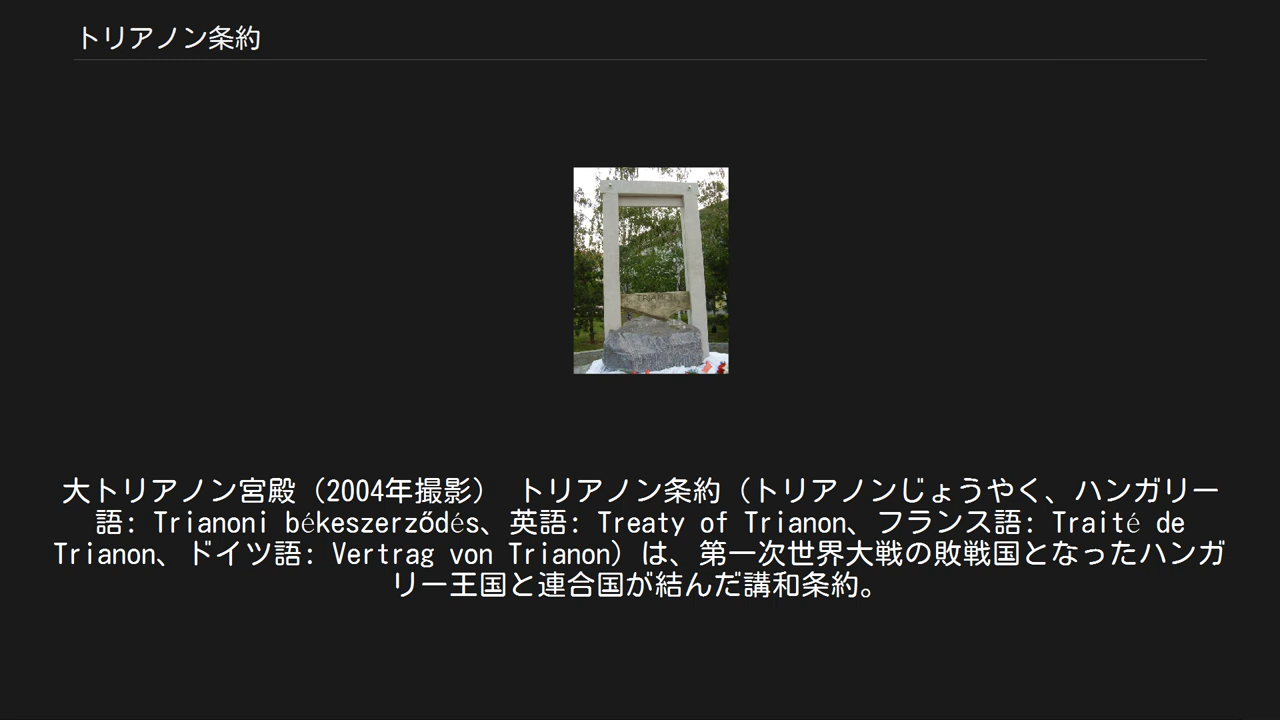 トリアノン条約
TRIANON
大トリアノン宮殿（2004年撮影） トリアノン条約（トリアノンじょうやく、ハンガリー
語: Trianoni békeszerződés、英語: Treaty of Trianon、フランス語: Traité de
Trianon、ドイツ語: Vertrag von Trianon）は、第一次世界大戦の敗戦国となったハンガ
リー王国と連合国が結んだ講和条約。